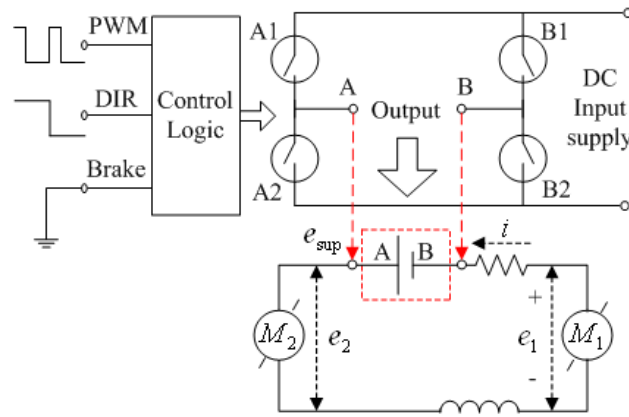 PWM
DIR
Brake
Control
Logic
A1
A2
A
Output
B
B1
B2
DC
Input
supply
e_sup
A
B
i
M_2
e_2
+
e_1
-
M_1